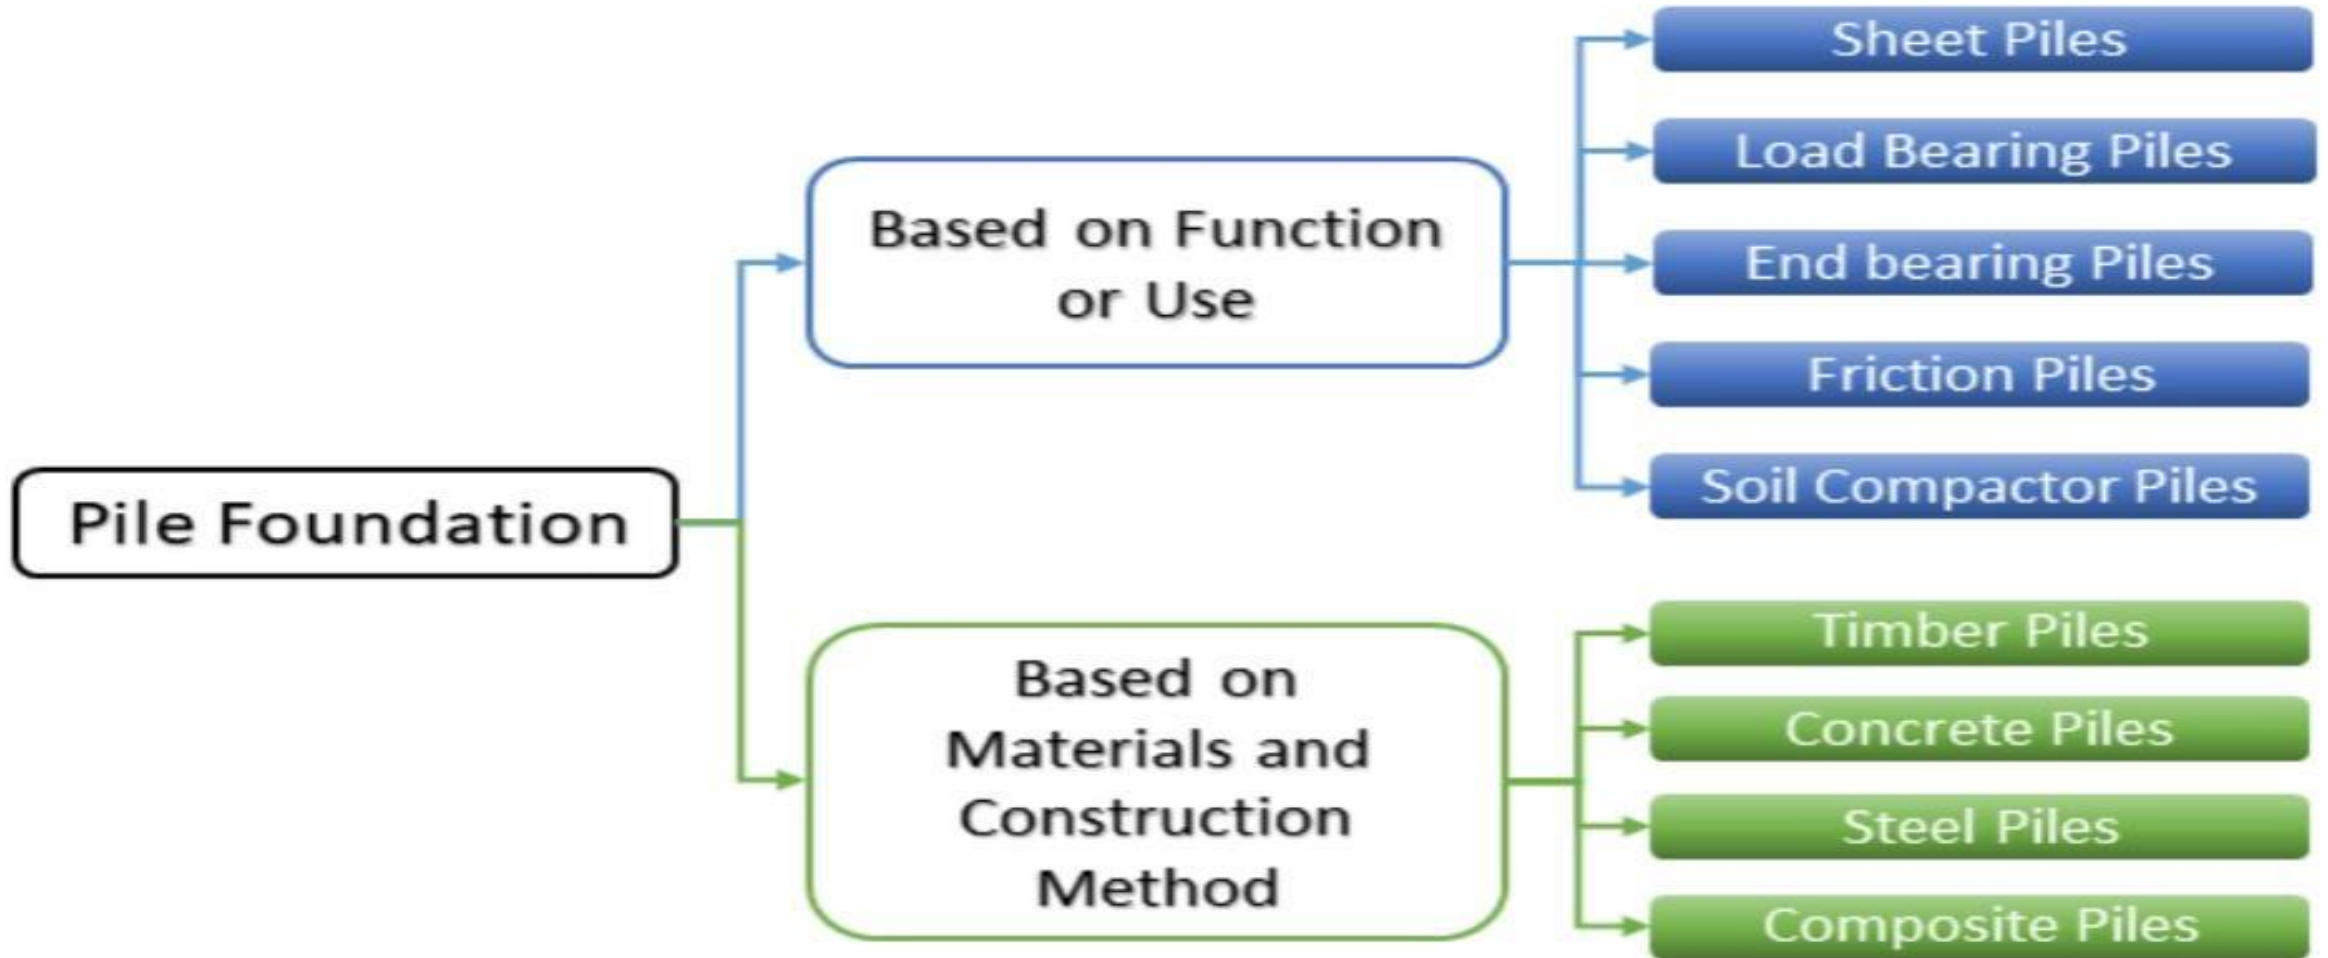 Pile Foundation
Based on Function
or Use
Sheet Piles
Load Bearing Piles
End bearing Piles
Friction Piles
Soil Compactor Piles
Based on
Materials and
Construction
Method
Timber Piles
Concrete Piles
Steel Piles
Composite Piles